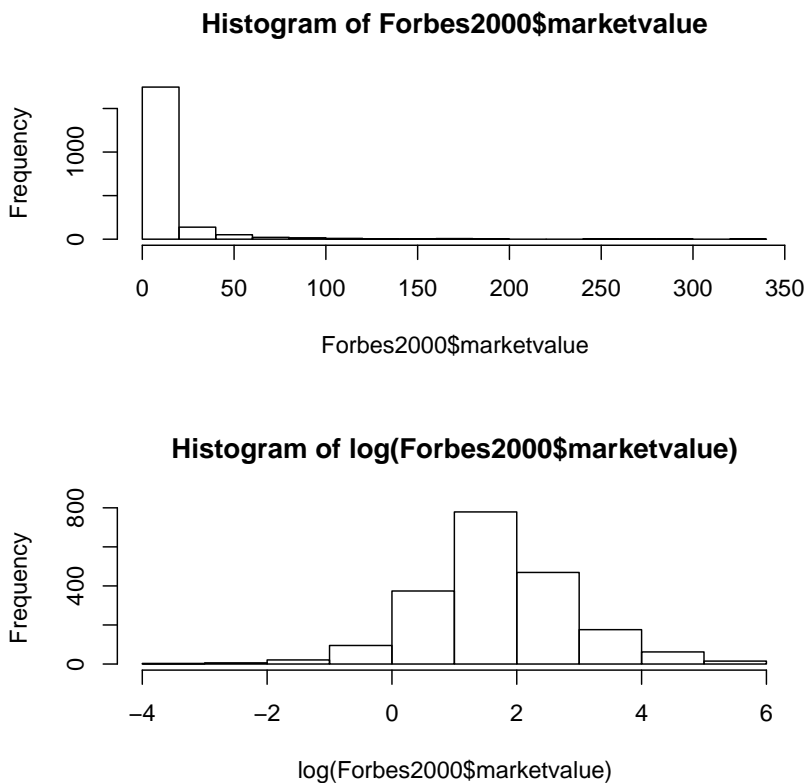 Histogram of Forbes2000$marketvalue
Frequency
0 1000
0 50 100 150 200 250 300 350
Forbes2000$marketvalue
Histogram of log(Forbes2000$marketvalue)
Frequency
0 400 800
−4 −2 0 2 4 6
log(Forbes2000$marketvalue)